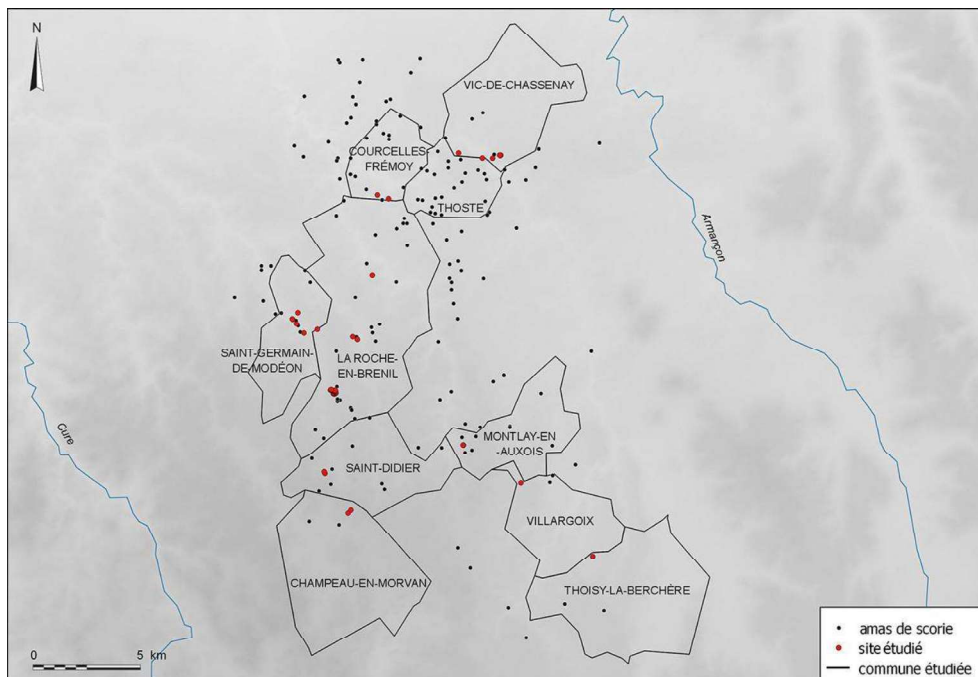 N
VIC-DE-CHASSENAY
COURCELLES-
FRÉMOY
THOSTE
Armançon
SAINT-GERMAIN-
DE-MODÉON
LA ROCHE-
EN-BRENIL
Cure
MONTLAY-EN
-AUXOIS
SAINT-DIDIER
VILLARGOIX
CHAMPEAU-EN-MORVAN
THOISY-LA-BERCHÈRE
0
5 km
amas de scorie
site étudié
commune étudiée